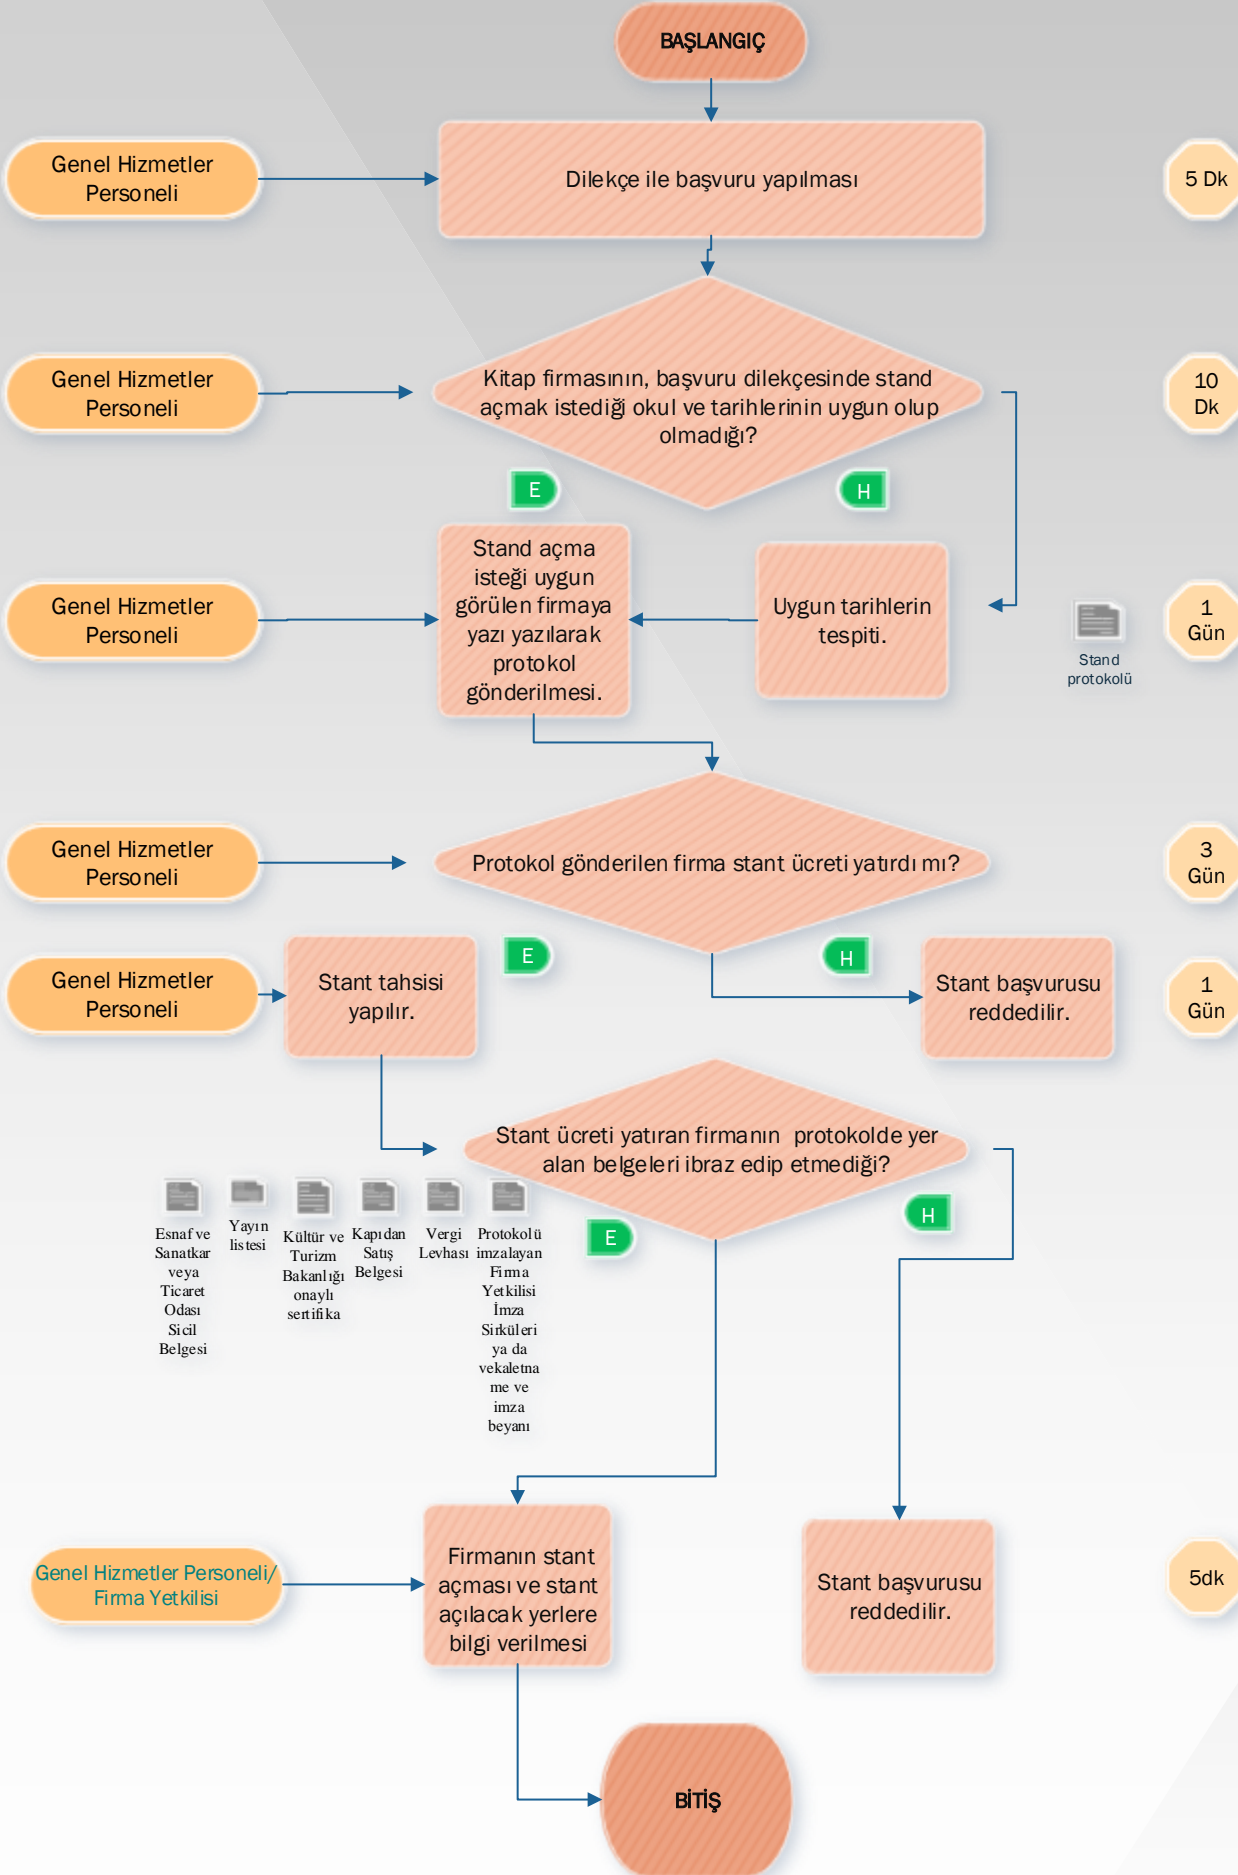 BAŞLANGIÇ
Genel Hizmetler
Personeli
Dilekçe ile başvuru yapılması
5 Dk
Genel Hizmetler
Personeli
Kitap firmasının, başvuru dilekçesinde stand
açmak istediği okul ve tarihlerinin uygun olup
olmadığı?
10
Dk
E
H
Genel Hizmetler
Personeli
Stand açma
isteği uygun
görülen firmaya
yazı yazılarak
protokol
gönderilmesi.
Uygun tarihlerin
tespiti.
Stand
protokolü
1
Gün
Genel Hizmetler
Personeli
Protokol gönderilen firma stant ücreti yatırdı mı?
3
Gün
E
H
Genel Hizmetler
Personeli
Stant tahsisi
yapılır.
Stant başvurusu
reddedilir.
1
Gün
Stant ücreti yatıran firmanın protokolde yer
alan belgeleri ibraz edip etmediği?
E
H
Esnaf ve
Sanatkar
veya
Ticaret
Odası
Sicil
Belgesi
Yayın
listesi
Kültür ve
Turizm
Bakanlığı
onaylı
sertifika
Kapıdan
Satış
Belgesi
Vergi
Levhası
Protokolü
imzalayan
Firma
Yetkilisi
İmza
Sirküleri
ya da
vekaletna
me ve
imza
beyanı
Genel Hizmetler Personeli/
Firma Yetkilisi
Firmanın stant
açması ve stant
açılacak yerlere
bilgi verilmesi
Stant başvurusu
reddedilir.
5dk
BİTİŞ